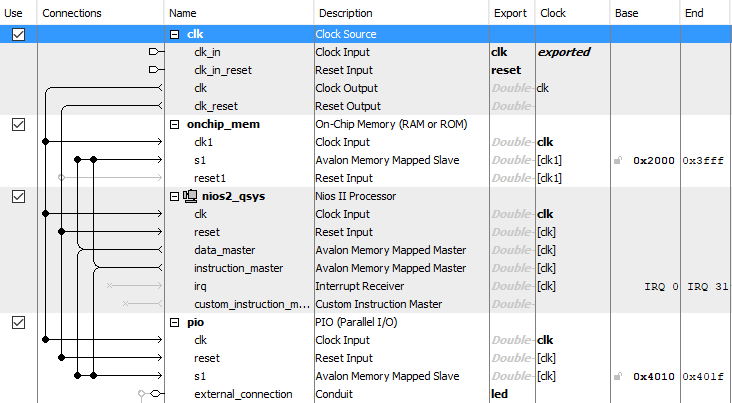 Use Connections Name Description Export Clock Base End
clk Clock Source
clk_in Clock Input clk exported
clk_in_reset Reset Input reset
clk Clock Output Double- clk
clk_reset Reset Output Double-
onchip_mem On-Chip Memory (RAM or ROM)
clk1 Clock Input Double- clk
s1 Avalon Memory Mapped Slave Double- [clk1] 0x2000 0x3fff
reset1 Reset Input Double- [clk1]
nios2_qsys Nios II Processor
clk Clock Input Double- clk
reset Reset Input Double- [clk]
data_master Avalon Memory Mapped Master Double- [clk]
instruction_master Avalon Memory Mapped Master Double- [clk]
irq Interrupt Receiver Double- [clk] IRQ 0 IRQ 31
custom_instruction_m... Custom Instruction Master Double-
pio PIO (Parallel I/O)
clk Clock Input Double- clk
reset Reset Input Double- [clk]
s1 Avalon Memory Mapped Slave Double- [clk] 0x4010 0x401f
external_connection Conduit led